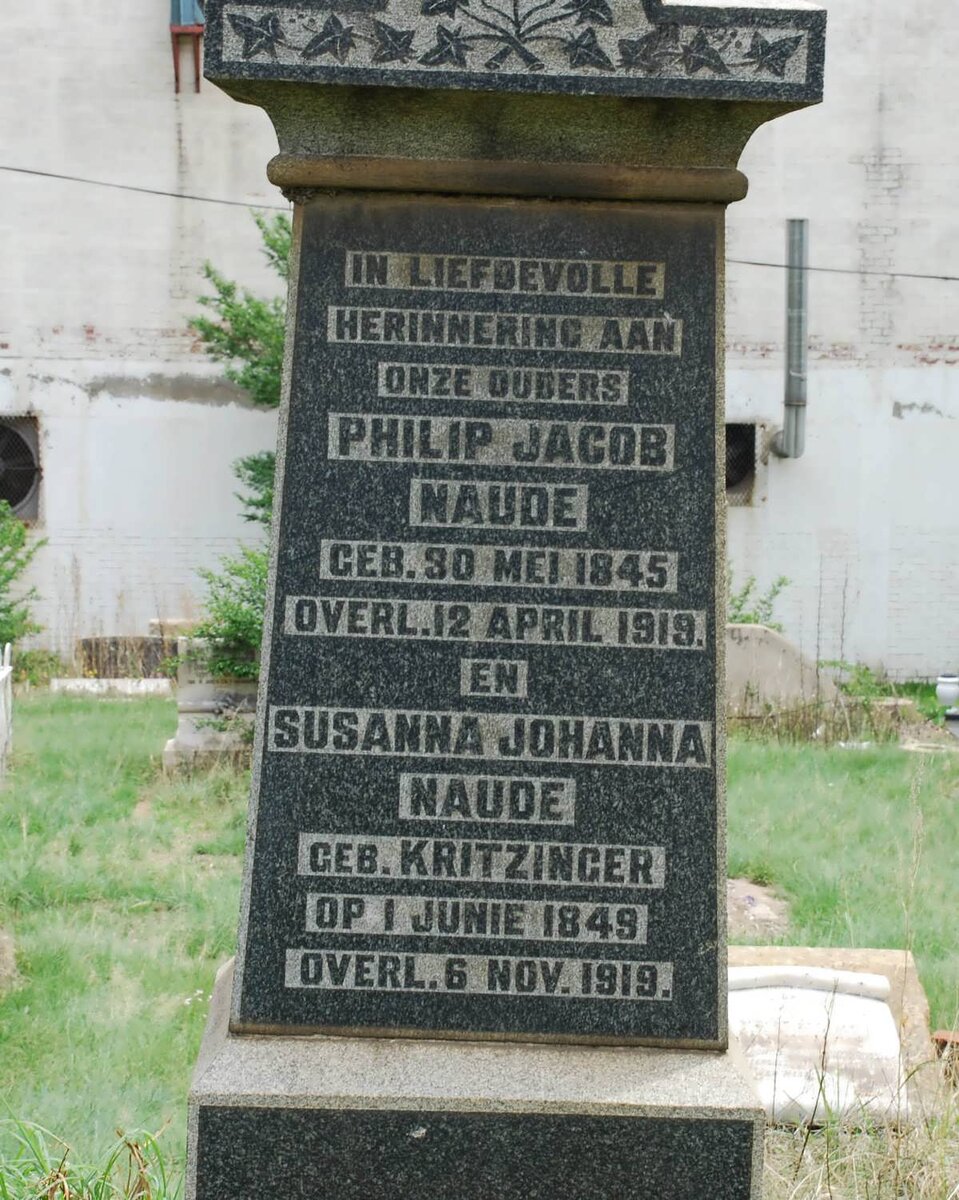 IN LIEFDEVOLLE
HERINNERING AAN
ONZE OUDERS
PHILIP JACOB
NAUDE
GEB. 30 MEI 1845
OVERL. 12 APRIL 1919.
EN
SUSANNA JOHANNA
NAUDE
GEB. KRITZINGER
OP 1 JUNIE 1849
OVERL. 6 NOV. 1919.